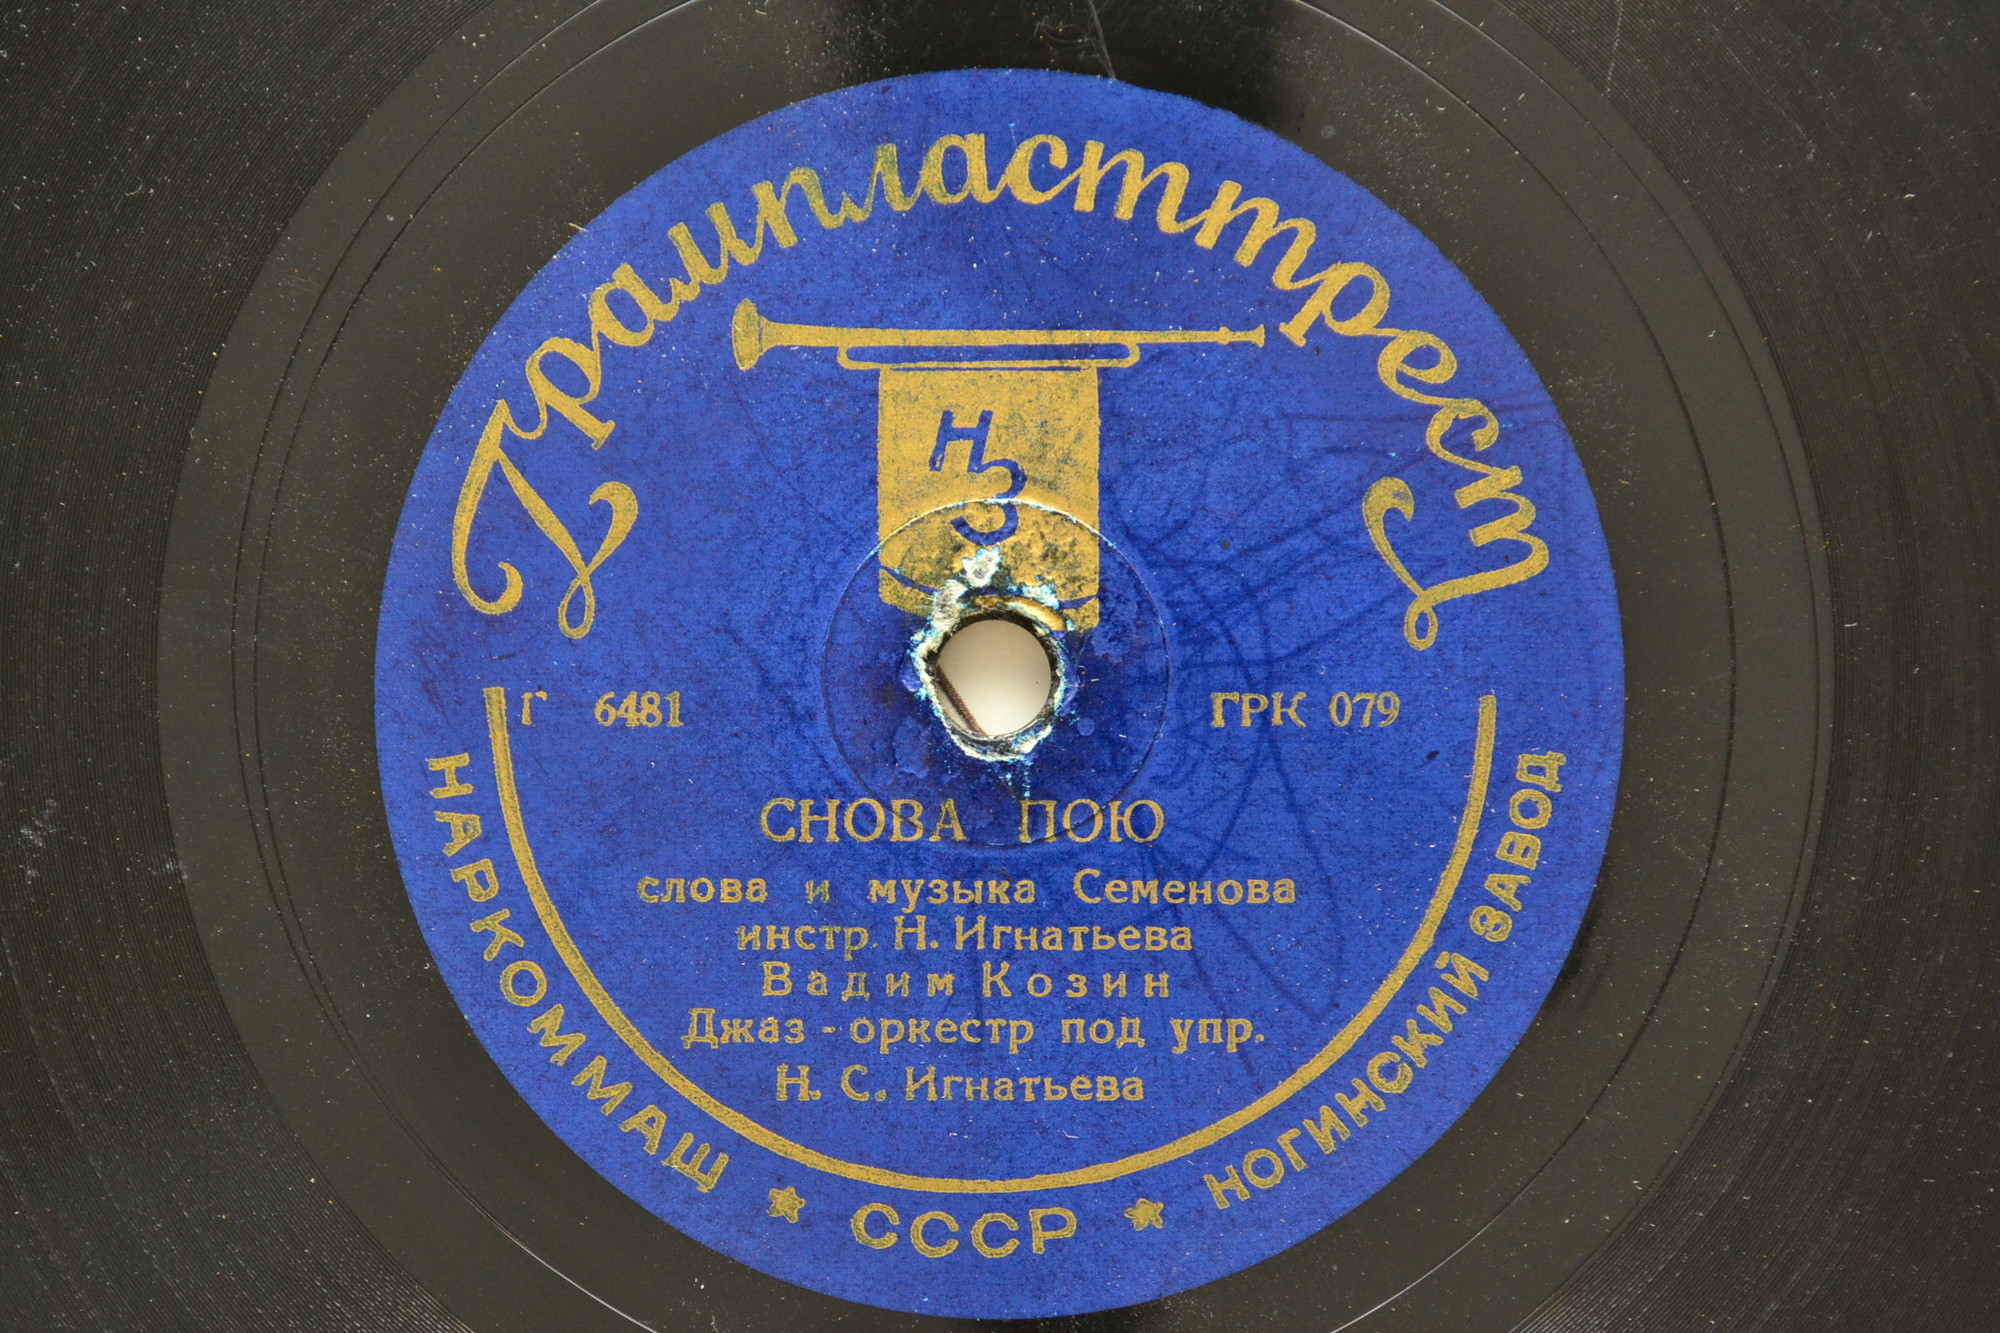 Грампласттрест
НЗ
Г 6481
ГРК 079
СНОВА ПОЮ
слова и музыка Семенова
инстр. Н. Игнатьева
Вадим Козин
Джаз-оркестр под упр.
Н. С. Игнатьева
НАРКОММАШ ★ СССР ★ НОГИНСКИЙ ЗАВОД